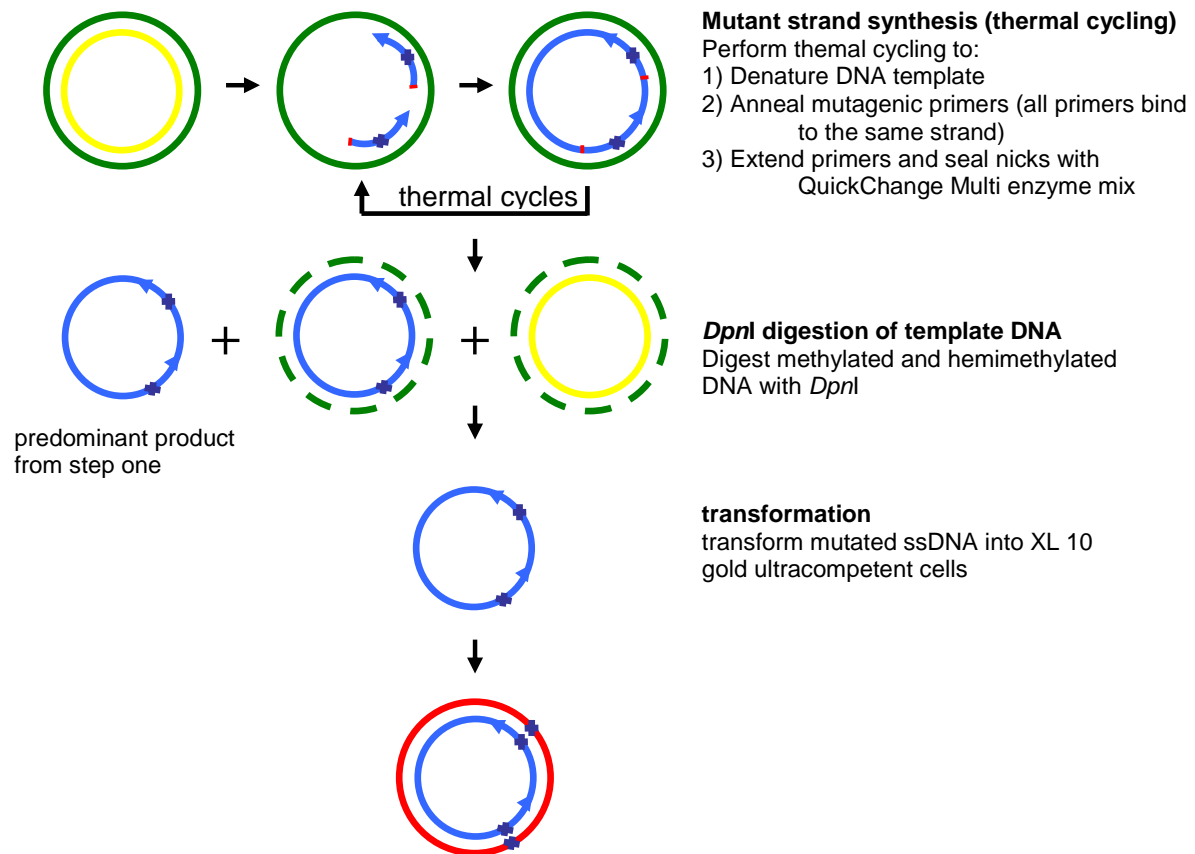 Mutant strand synthesis (thermal cycling)
Perform themal cycling to:
1) Denature DNA template
2) Anneal mutagenic primers (all primers bind
to the same strand)
3) Extend primers and seal nicks with
QuickChange Multi enzyme mix
thermal cycles
+
+
DpnI digestion of template DNA
Digest methylated and hemimethylated
DNA with DpnI
predominant product
from step one
transformation
transform mutated ssDNA into XL 10
gold ultracompetent cells